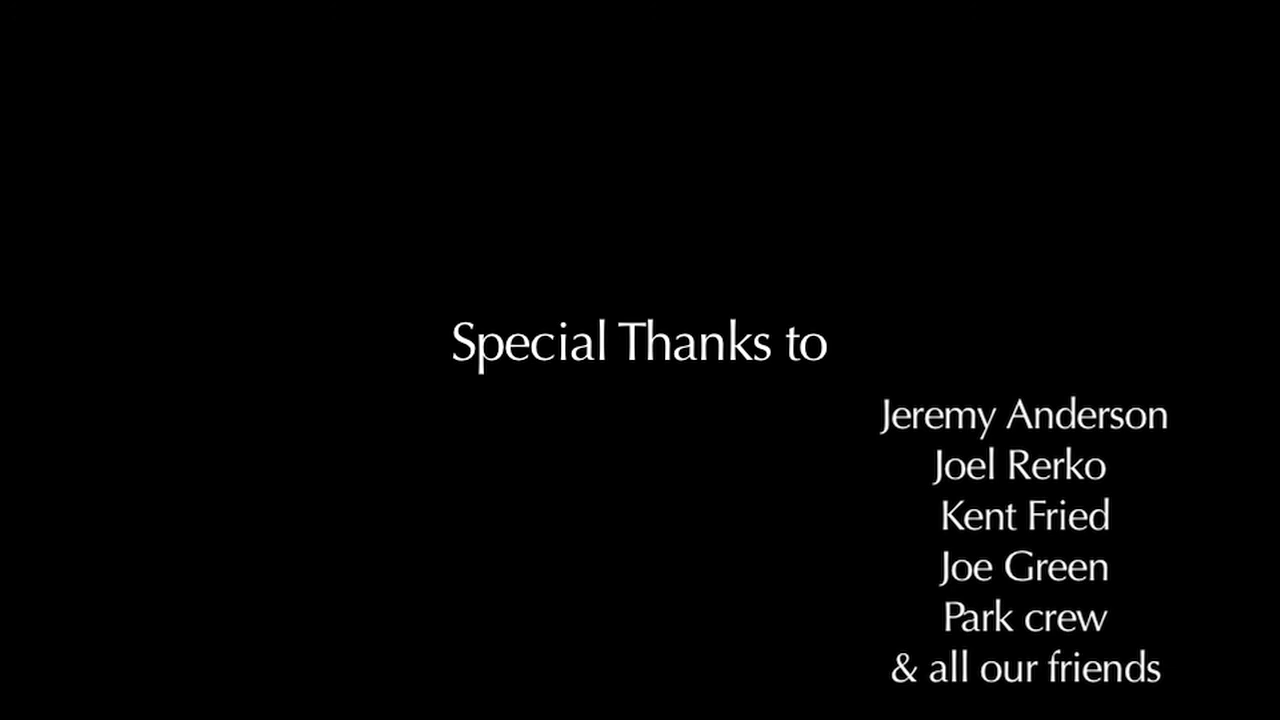 Special Thanks to
Jeremy Anderson
Joel Rerko
Kent Fried
Joe Green
Park crew
& all our friends